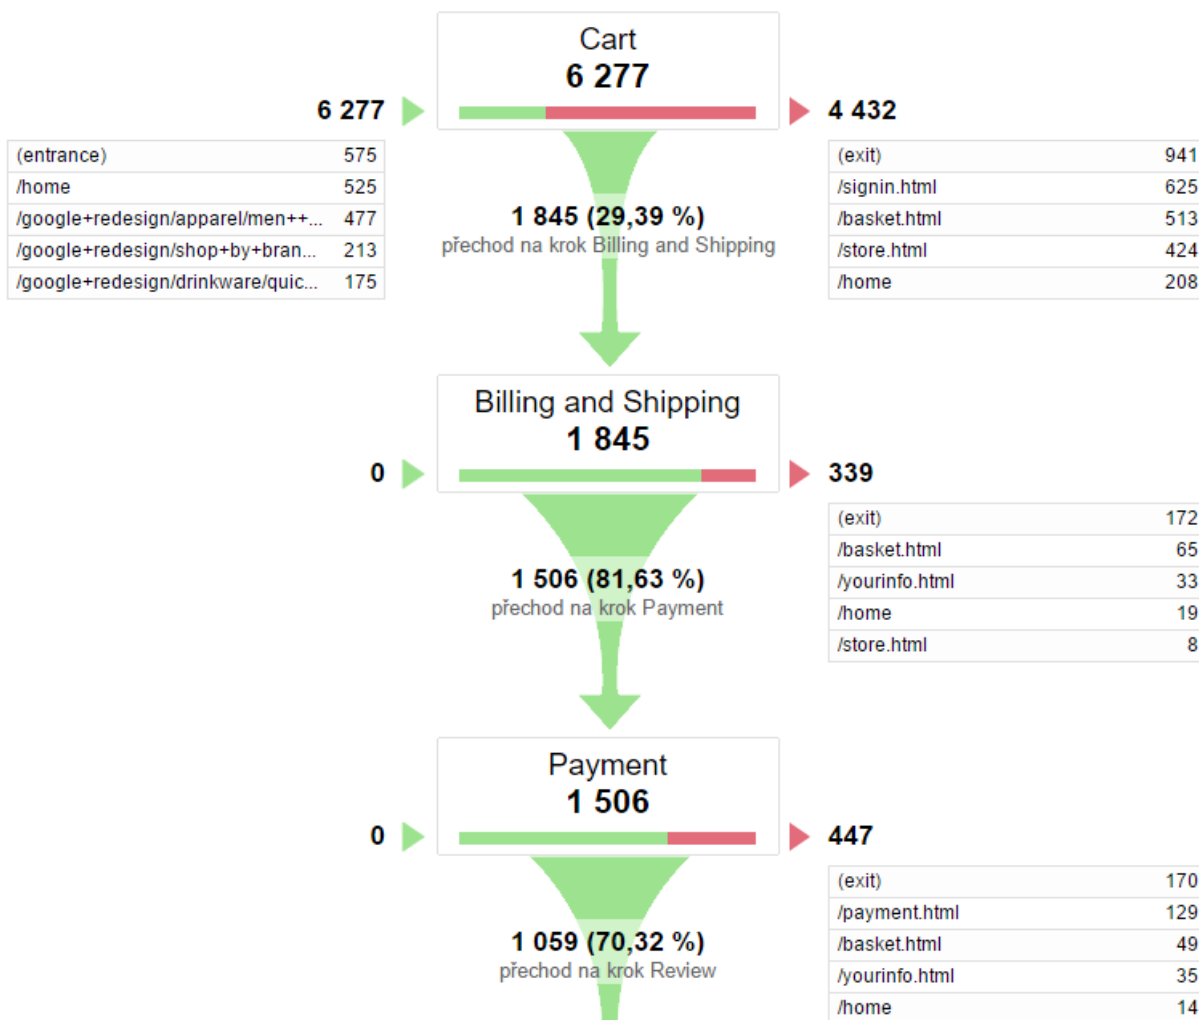 Cart
6 277
6 277
4 432
(entrance) 575
/home 525
/google+redesign/apparel/men++... 477
/google+redesign/shop+by+bran... 213
/google+redesign/drinkware/quic... 175
(exit) 941
/signin.html 625
/basket.html 513
/store.html 424
/home 208
1 845 (29,39 %)
přechod na krok Billing and Shipping
Billing and Shipping
1 845
0
339
(exit) 172
/basket.html 65
/yourinfo.html 33
/home 19
/store.html 8
1 506 (81,63 %)
přechod na krok Payment
Payment
1 506
0
447
(exit) 170
/payment.html 129
/basket.html 49
/yourinfo.html 35
/home 14
1 059 (70,32 %)
přechod na krok Review